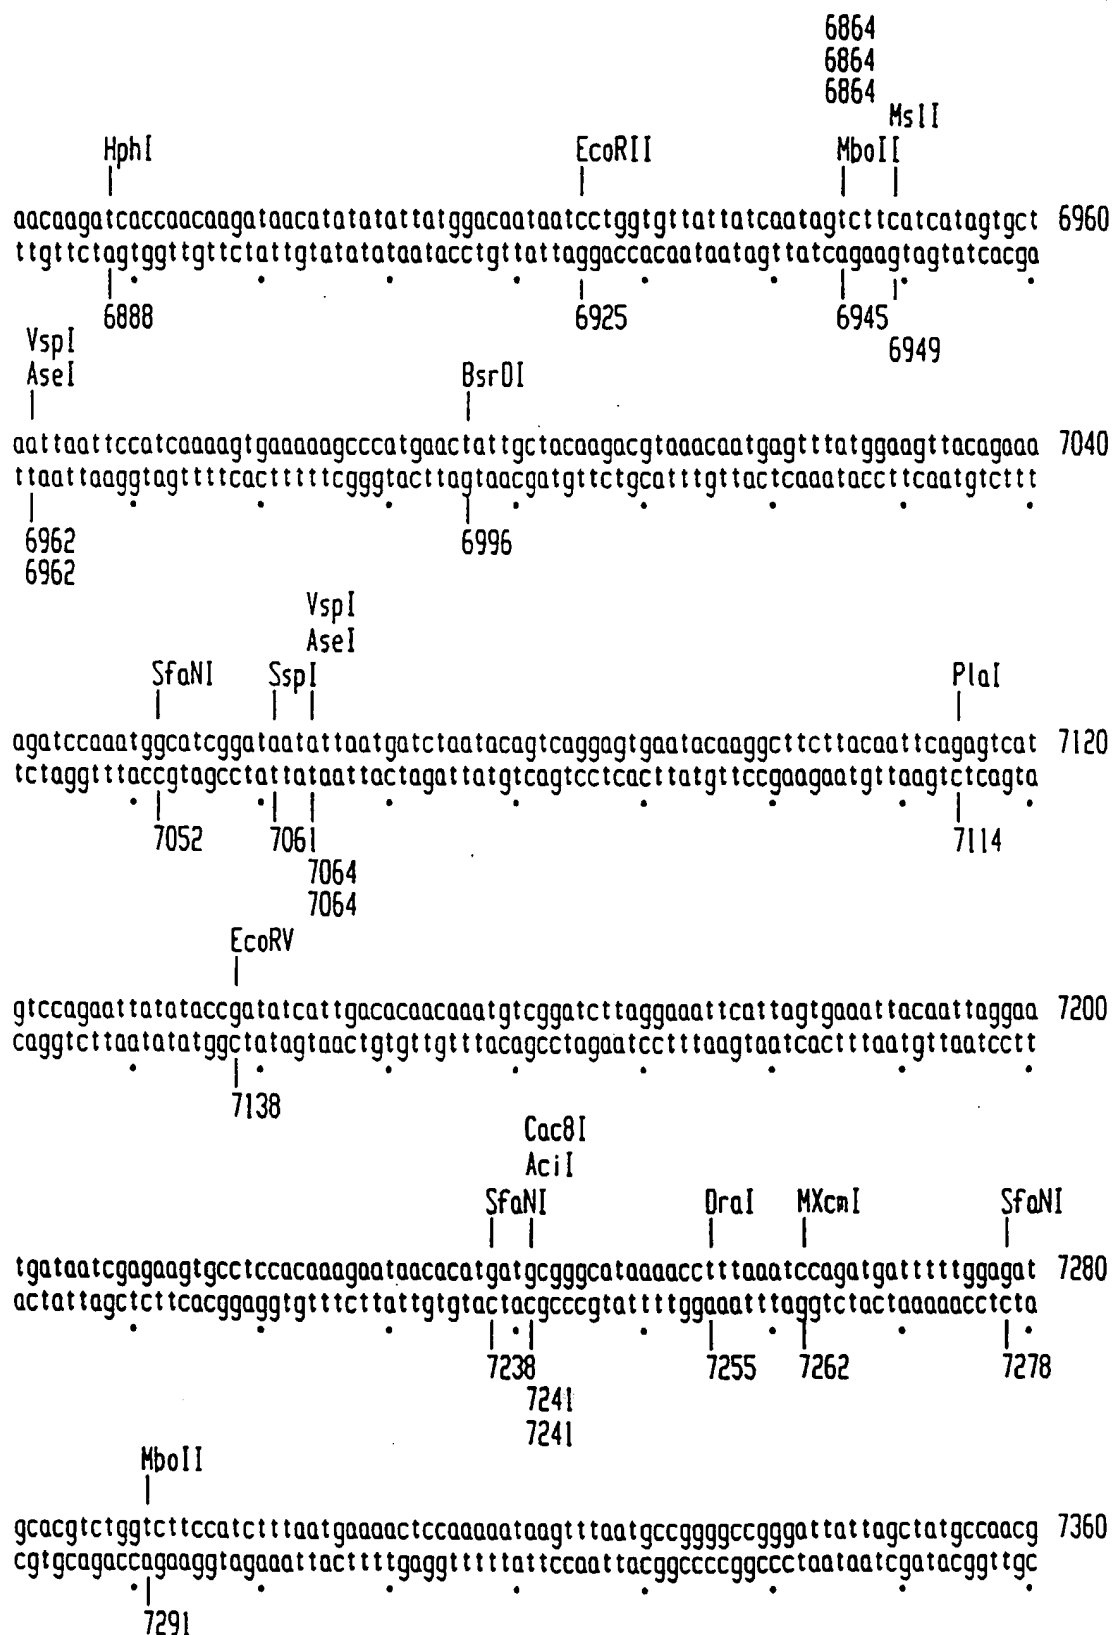 6864
6864
6864
MslI
HphI EcoRII MboII
aacaagatcaccaacaagataacatatatattatggacaataatcctggtgttattatcaatagtcttcatcatagtgct 6960
ttgttctagtggttgttctattgtatatataatacctgttattaggaccacaataatagttatcagaagtagtatcacga
6888 6925 6945
6949
VspI
AseI BsrDI
aattaattccatcaaaagtgaaaaagcccatgaactattgctacaagacgtaaacaatgagtttatggaagttacagaaa 7040
ttaattaaggtagttttcactttttcgggtacttagtaacgatgttctgcatttgttactcaaataccttcaatgtcttt
6962 6996
6962
VspI
AseI
SfaNI SspI PlaI
agatccaaatggcatcggataatattaatgatctaatacagtcaggagtgaatacaaggcttcttacaattcagagtcat 7120
tctaggtttaccgtagcctattataattactagattatgtcagtcctcacttatgttccgaagaatgttaagtctcagta
7052 7061 7114
7064
7064
EcoRV
gtccagaattatataccgatatcattgacacaacaaatgtcggatcttaggaaattcattagtgaaattacaattaggaa 7200
caggtcttaatatatggctatagtaactgtgttgtttacagcctagaatcctttaagtaatcactttaatgttaatcctt
7138
Cac8I
AciI
SfaNI DraI MXcmI SfaNI
tgataatcgagaagtgcctccacaaagaataacacatgatgcgggcataaaacctttaaatccagatgatttttggagat 7280
actattagctcttcacggaggtgtttcttattgtgtactacgcccgtattttggaaatttaggtctactaaaaacctcta
7238 7255 7262 7278
7241
7241
MboII
gcacgtctggtcttccatctttaatgaaaactccaaaaataagtttaatgccggggccgggattattagctatgccaacg 7360
cgtgcagaccagaaggtagaaattacttttgaggtttttattccaattacggccccggccctaataatcgatacggttgc
7291